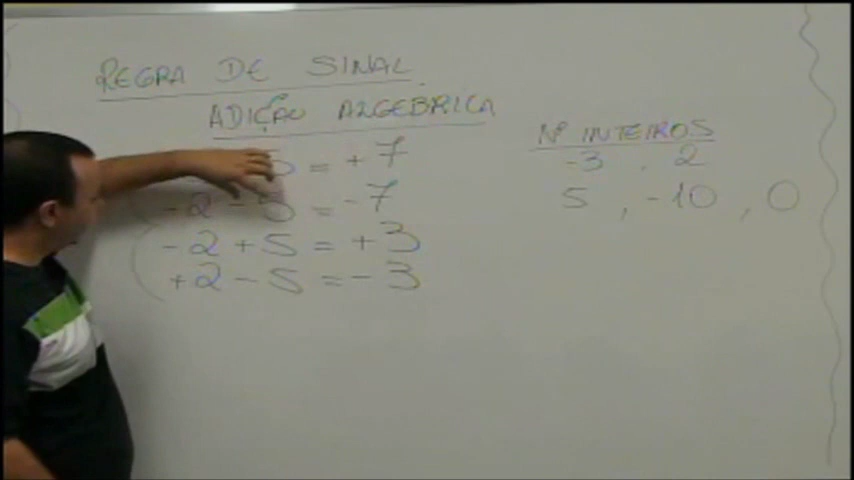 REGRA DE SINAL
ADIÇÃO ALGEBRICA
5 = + 7
- 2 - 5 = - 7
- 2 + 5 = + 3
+ 2 - 5 = - 3
Nº INTEIROS
-3 , 2
5 , -10 , 0